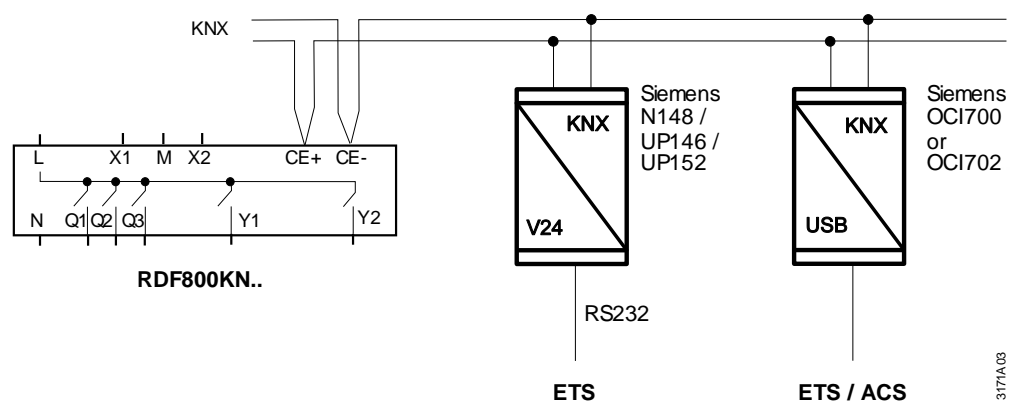 KNX
L X1 M X2 CE+ CE-
N Q1 Q2 Q3 Y1 Y2
RDF800KN..
KNX
V24
Siemens
N148 /
UP146 /
UP152
RS232
ETS
KNX
USB
Siemens
OCI700
or
OCI702
ETS / ACS
3171A03